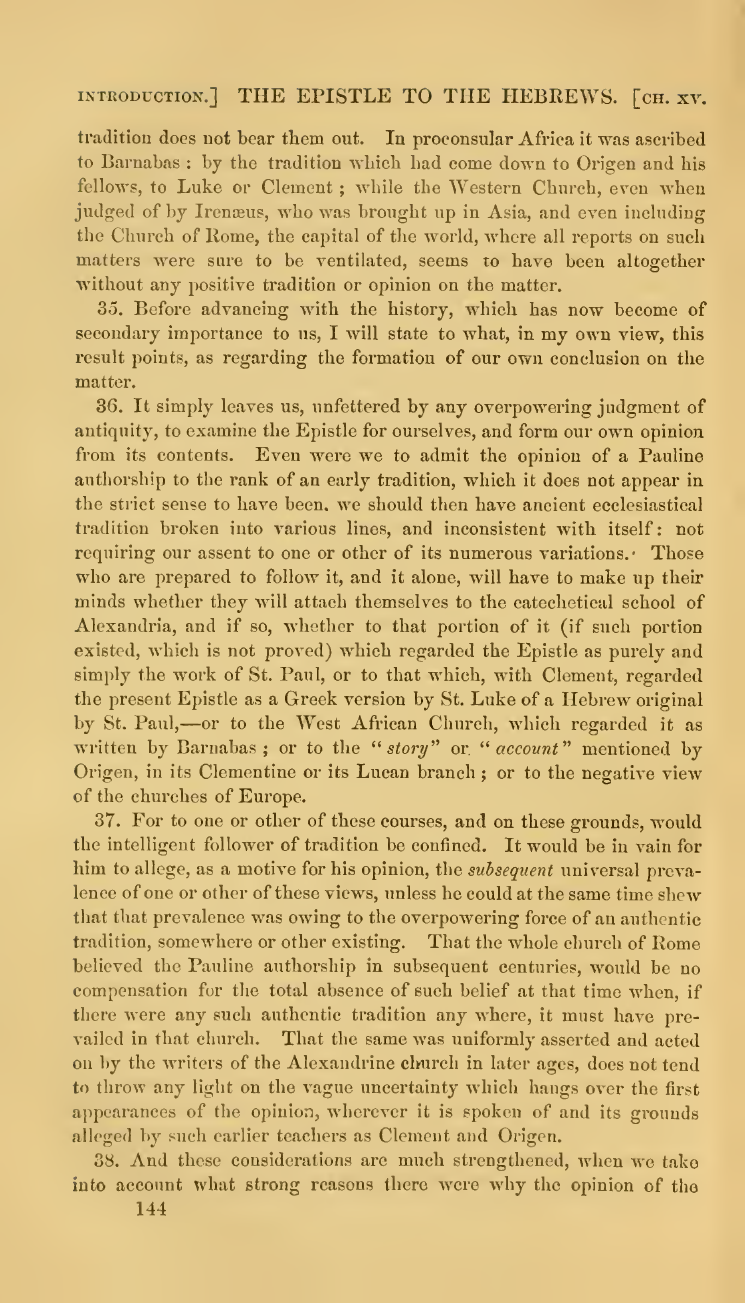 INTRODUCTION.] THE EPISTLE TO THE HEBREWS. [CH. XV.
tradition does not bear them out. In proconsular Africa it was ascribed
to Barnabas : by the tradition which had come down to Origen and his
fellows, to Luke or Clement ; while the Western Church, even when
judged of by Irenæus, who was brought up in Asia, and even including
the Church of Rome, the capital of the world, where all reports on such
matters were sure to be ventilated, seems to have been altogether
without any positive tradition or opinion on the matter.
35. Before advancing with the history, which has now become of
secondary importance to us, I will state to what, in my own view, this
result points, as regarding the formation of our own conclusion on the
matter.
36. It simply leaves us, unfettered by any overpowering judgment of
antiquity, to examine the Epistle for ourselves, and form our own opinion
from its contents. Even were we to admit the opinion of a Pauline
authorship to the rank of an early tradition, which it does not appear in
the strict sense to have been, we should then have ancient ecclesiastical
tradition broken into various lines, and inconsistent with itself : not
requiring our assent to one or other of its numerous variations. Those
who are prepared to follow it, and it alone, will have to make up their
minds whether they will attach themselves to the catechetical school of
Alexandria, and if so, whether to that portion of it (if such portion
existed, which is not proved) which regarded the Epistle as purely and
simply the work of St. Paul, or to that which, with Clement, regarded
the present Epistle as a Greek version by St. Luke of a Hebrew original
by St. Paul,—or to the West African Church, which regarded it as
written by Barnabas ; or to the “ story” or “ account” mentioned by
Origen, in its Clementine or its Lucan branch ; or to the negative view
of the churches of Europe.
37. For to one or other of these courses, and on these grounds, would
the intelligent follower of tradition be confined. It would be in vain for
him to allege, as a motive for his opinion, the subsequent universal preva-
lence of one or other of these views, unless he could at the same time shew
that that prevalence was owing to the overpowering force of an authentic
tradition, somewhere or other existing. That the whole church of Rome
believed the Pauline authorship in subsequent centuries, would be no
compensation for the total absence of such belief at that time when, if
there were any such authentic tradition any where, it must have pre-
vailed in that church. That the same was uniformly asserted and acted
on by the writers of the Alexandrine church in later ages, does not tend
to throw any light on the vague uncertainty which hangs over the first
appearances of the opinion, wherever it is spoken of and its grounds
alleged by such earlier teachers as Clement and Origen.
38. And these considerations are much strengthened, when we take
into account what strong reasons there were why the opinion of the
144